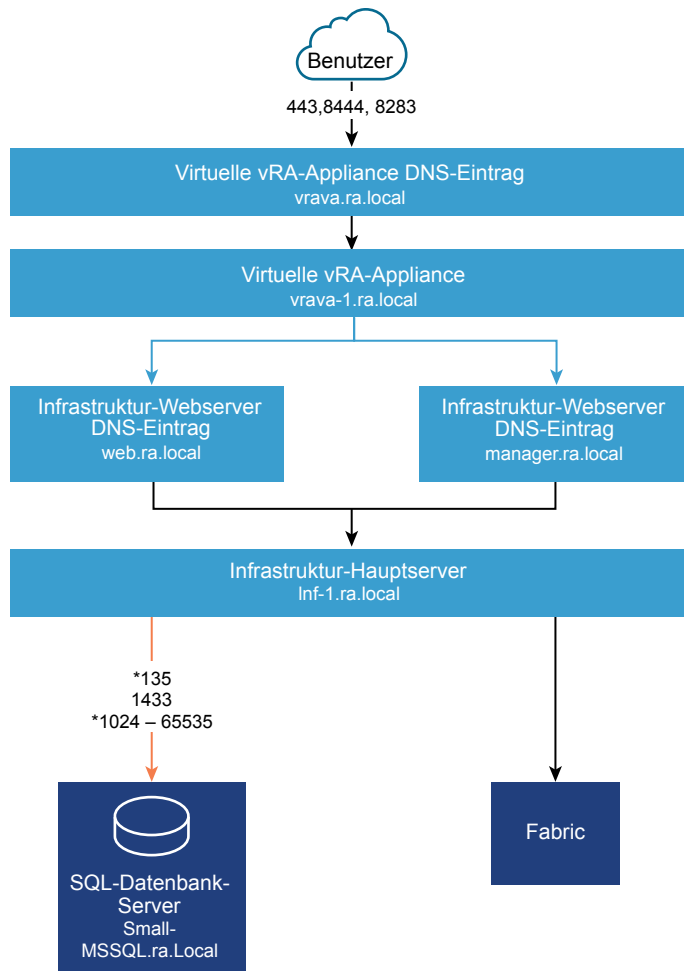 Benutzer
443,8444, 8283
Virtuelle vRA-Appliance DNS-Eintrag
vrava.ra.local
Virtuelle vRA-Appliance
vrava-1.ra.local
Infrastruktur-Webserver
DNS-Eintrag
web.ra.local
Infrastruktur-Webserver
DNS-Eintrag
manager.ra.local
Infrastruktur-Hauptserver
Inf-1.ra.local
*135
1433
*1024 – 65535
SQL-Datenbank-
Server
Small-
MSSQL.ra.Local
Fabric